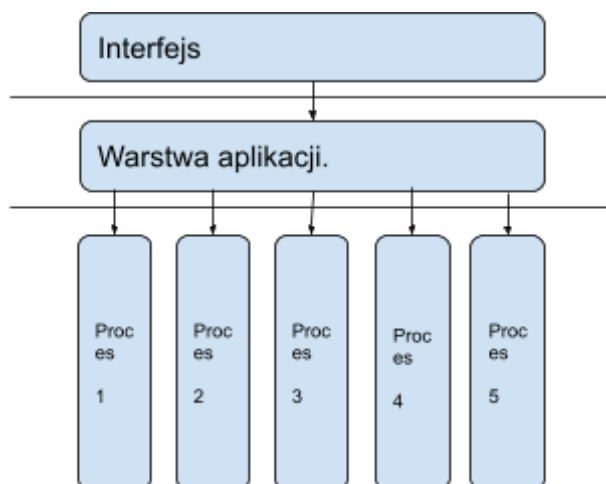 Interfejs
Warstwa aplikacji.
Proc
es
1
Proc
es
2
Proc
es
3
Proc
es
4
Proc
es
5